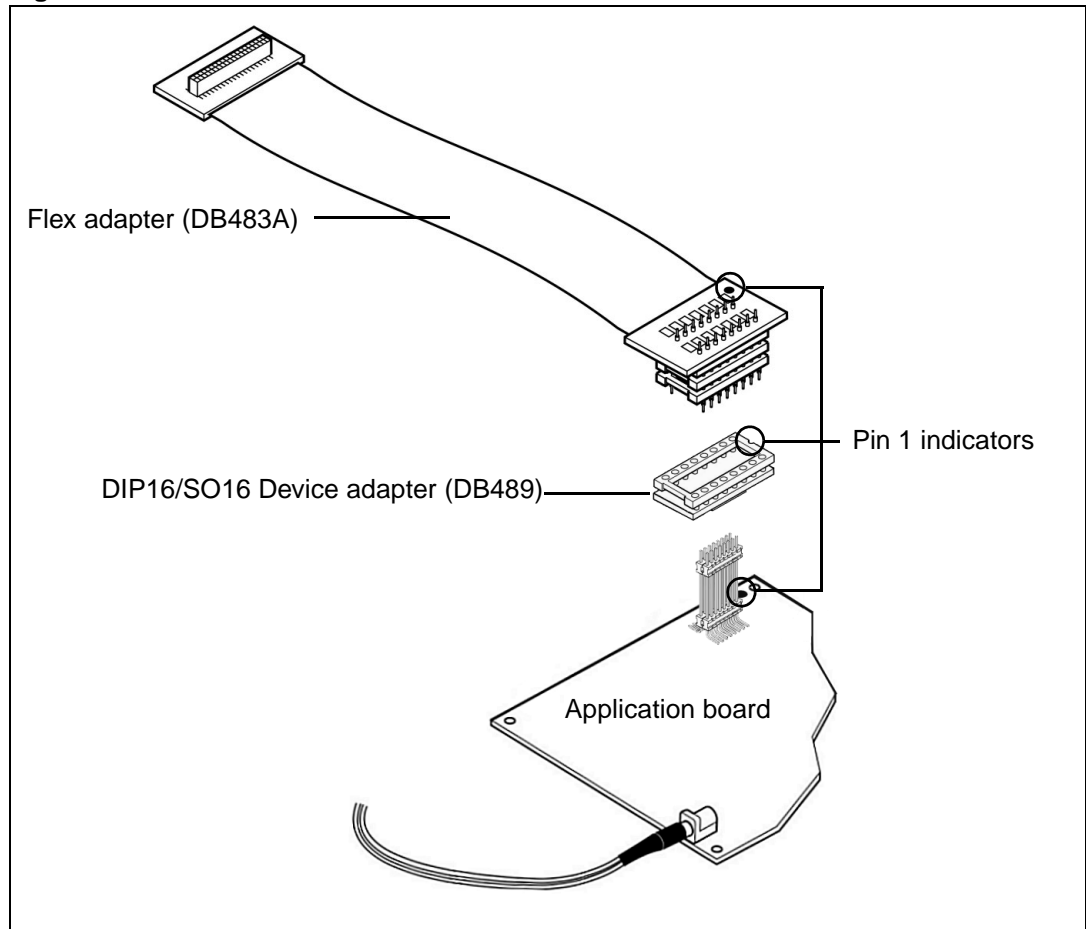 Flex adapter (DB483A)
Pin 1 indicators
DIP16/SO16 Device adapter (DB489)
Application board